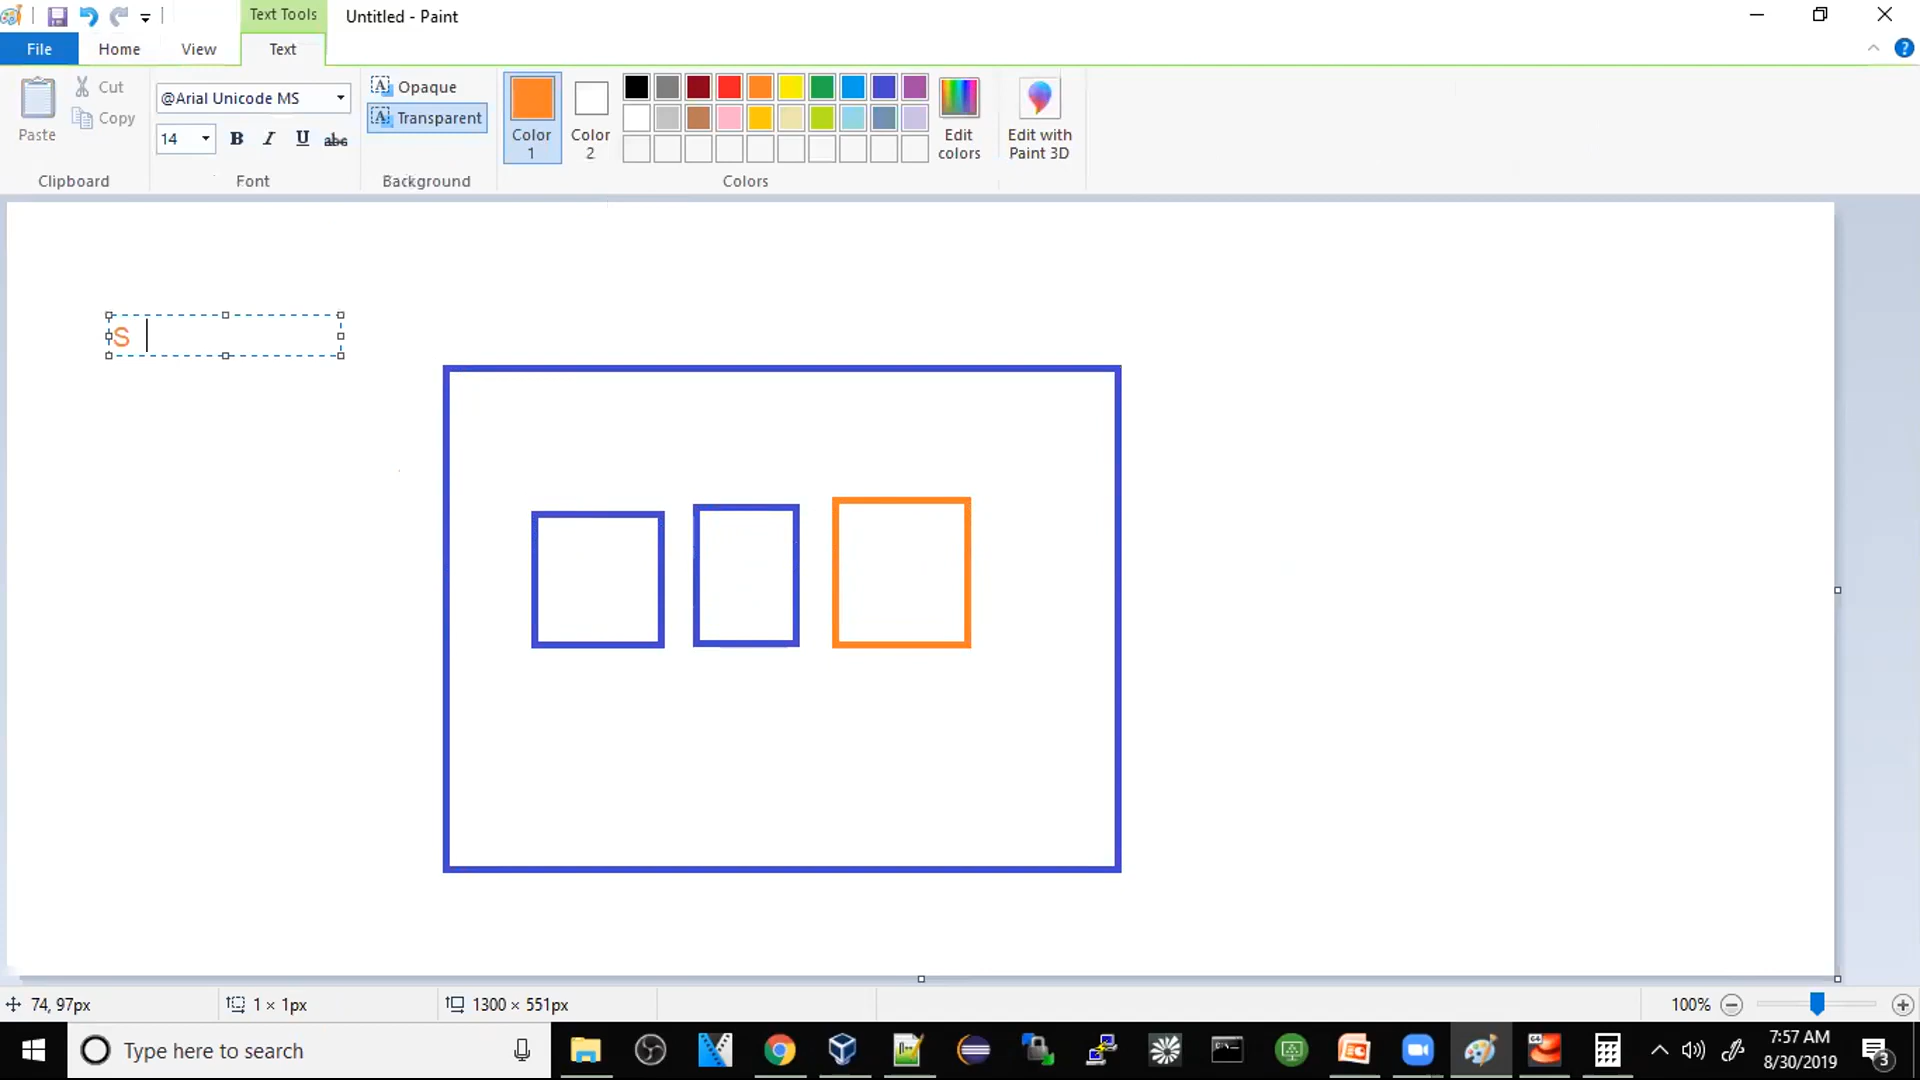 Text Tools
Untitled - Paint
File
Home
View
Text
Paste
Cut
Copy
Clipboard
@Arial Unicode MS
14
B I U abc
Font
Opaque
Transparent
Background
Color 1
Color 2
Edit colors
Colors
Edit with Paint 3D
S
74, 97px
1 × 1px
1300 × 551px
100%
Type here to search
7:57 AM
8/30/2019
3